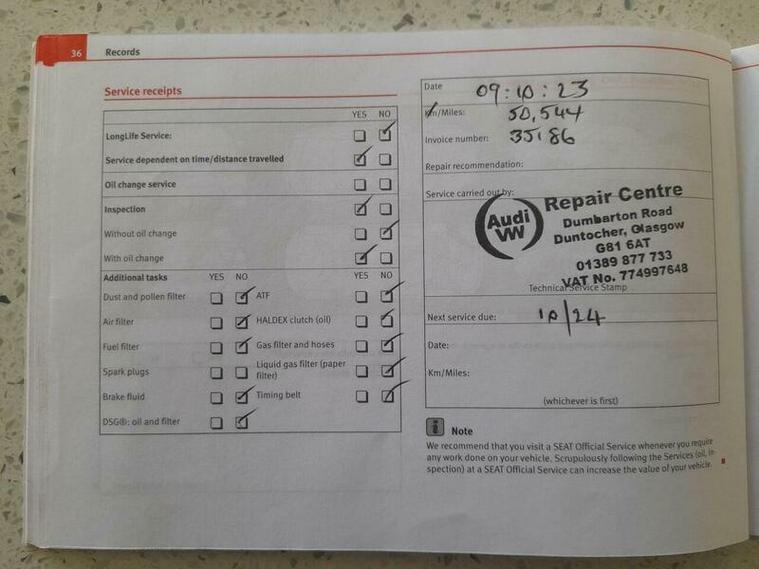 36 Records
Service receipts
YES NO
LongLife Service:
Service dependent on time/distance travelled
Oil change service
Inspection
Without oil change
With oil change
Additional tasks YES NO YES NO
Dust and pollen filter ATF
Air filter HALDEX clutch (oil)
Fuel filter Gas filter and hoses
Spark plugs Liquid gas filter (paper
filter)
Brake fluid Timing belt
DSG®: oil and filter
Date 09:10:23
Km/Miles: 50,544
Invoice number: 35186
Repair recommendation:
Service carried out by:
Audi
VW
Repair Centre
Dumbarton Road
Duntocher, Glasgow
G81 6AT
01389 877 733
VAT No. 774997648
Technical Service Stamp
Next service due: 10/24
Date:
Km/Miles:
(whichever is first)
i Note
We recommend that you visit a SEAT Official Service whenever you require
any work done on your vehicle. Scrupulously following the Services (oil, in-
spection) at a SEAT Official Service can increase the value of your vehicle.